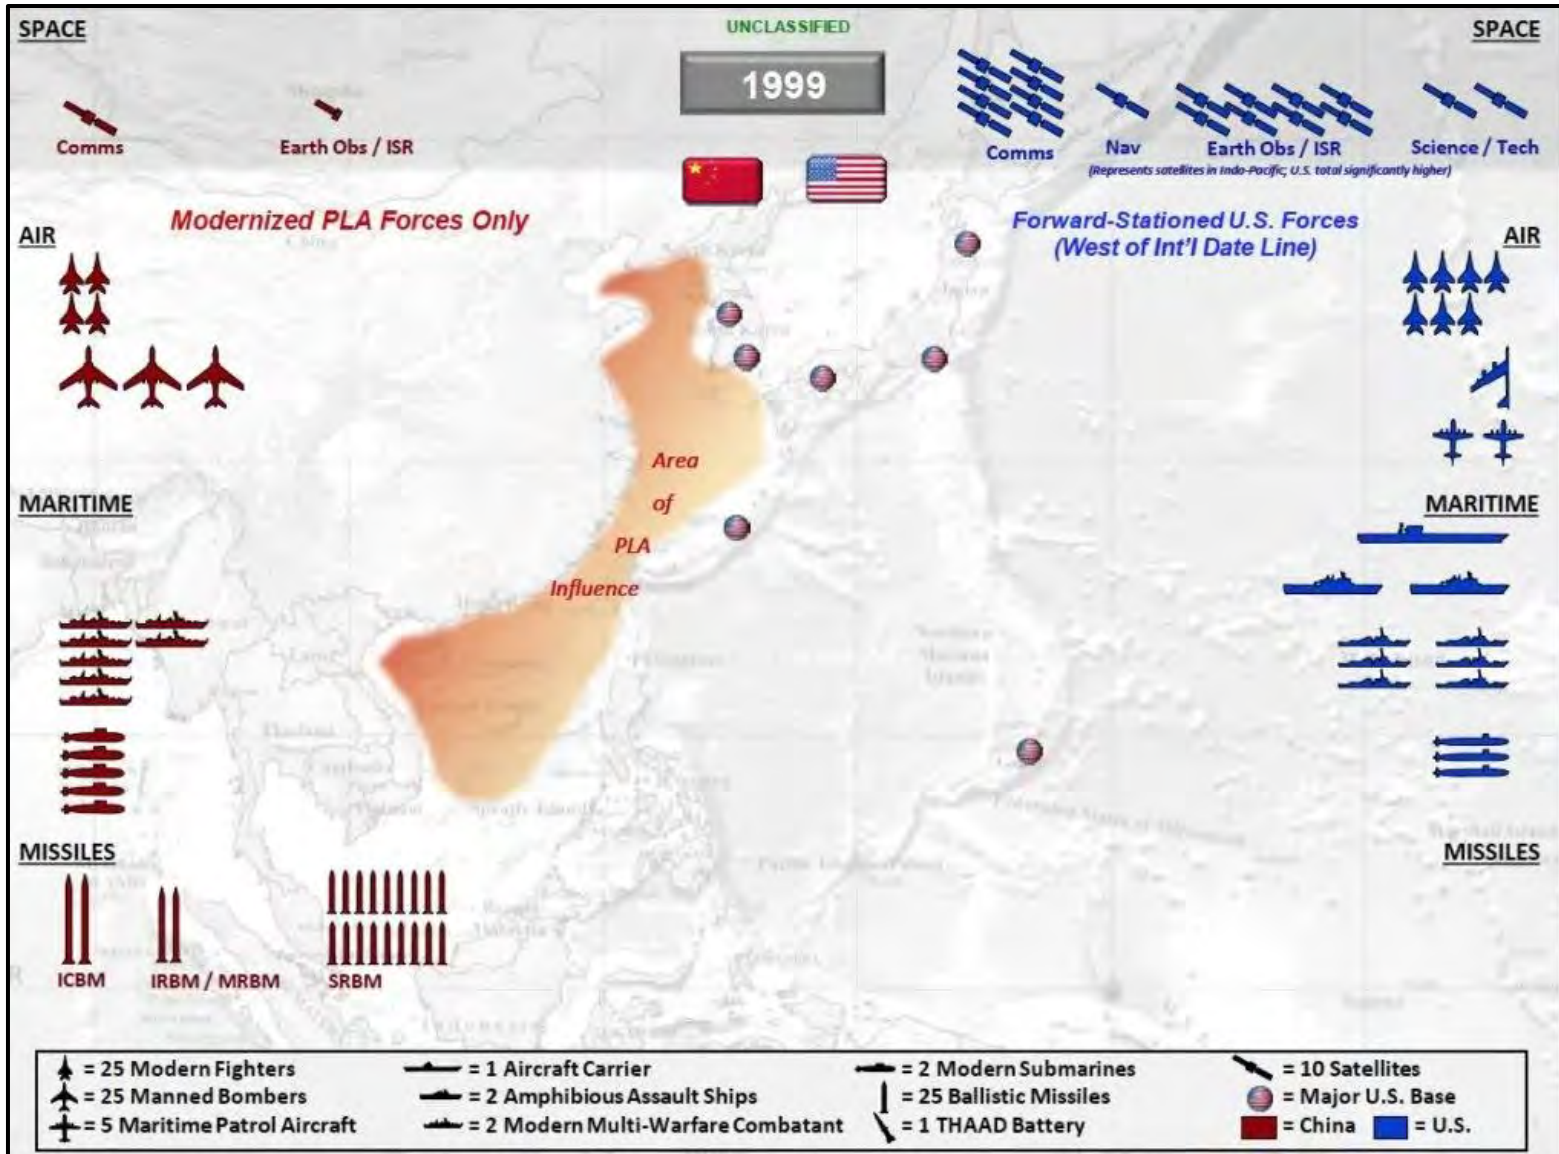 UNCLASSIFIED
SPACE
SPACE
1999
Comms
Earth Obs / ISR
Comms
Nav
Earth Obs / ISR
Science / Tech
(Represents satellites in Indo-Pacific; U.S. total significantly higher)
Modernized PLA Forces Only
Forward-Stationed U.S. Forces
(West of Int'l Date Line)
AIR
AIR
Area
of
PLA
Influence
MARITIME
MARITIME
Philippines
Thailand
Cambodia
MISSILES
MISSILES
ICBM
IRBM / MRBM
SRBM
= 25 Modern Fighters
= 25 Manned Bombers
= 5 Maritime Patrol Aircraft
= 1 Aircraft Carrier
= 2 Amphibious Assault Ships
= 2 Modern Multi-Warfare Combatant
= 2 Modern Submarines
= 25 Ballistic Missiles
= 1 THAAD Battery
= 10 Satellites
= Major U.S. Base
= China
= U.S.